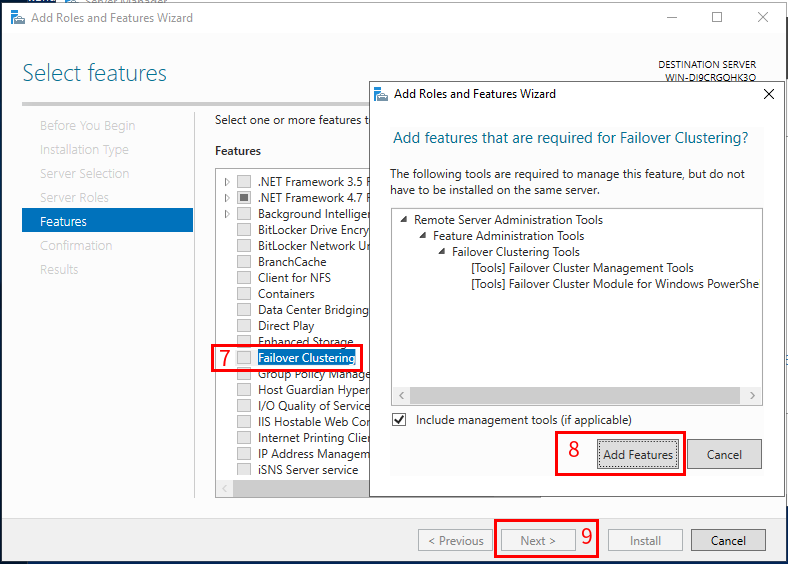 Server Manager
Add Roles and Features Wizard
Select features
DESTINATION SERVER
WIN-DI9CRGQHK3O
Before You Begin
Installation Type
Server Selection
Server Roles
Features
Confirmation
Results
Select one or more features t
Features
.NET Framework 3.5 F
.NET Framework 4.7 F
Background Intelligen
BitLocker Drive Encry
BitLocker Network Un
BranchCache
Client for NFS
Containers
Data Center Bridging
Direct Play
Enhanced Storage
7 Failover Clustering
Group Policy Manage
Host Guardian Hyper
I/O Quality of Service
IIS Hostable Web Cor
Internet Printing Clien
IP Address Managem
iSNS Server service
Add Roles and Features Wizard
Add features that are required for Failover Clustering?
The following tools are required to manage this feature, but do not
have to be installed on the same server.
Remote Server Administration Tools
Feature Administration Tools
Failover Clustering Tools
[Tools] Failover Cluster Management Tools
[Tools] Failover Cluster Module for Windows PowerShe
Include management tools (if applicable)
8 Add Features
Cancel
< Previous
Next > 9
Install
Cancel